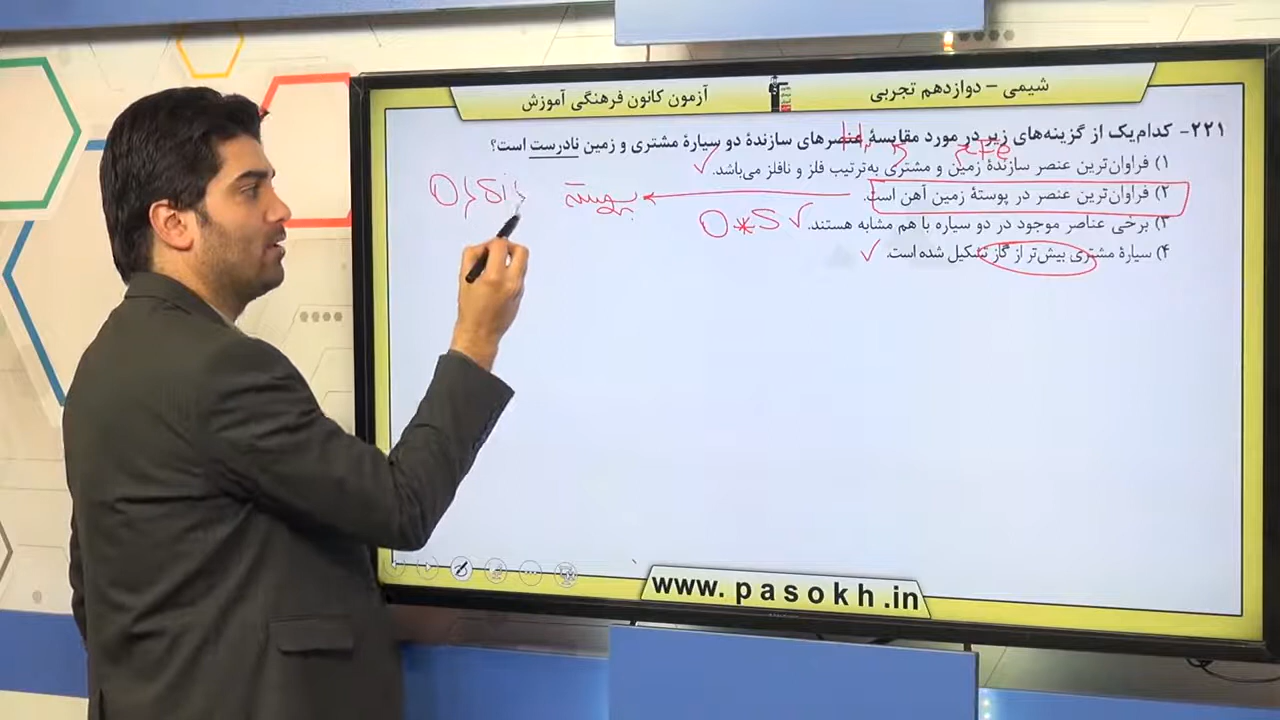 شیمی – دوازدهم تجربی
آزمون کانون فرهنگی آموزش
۲۲۱- کدام‌یک از گزینه‌های زیر در مورد مقایسهٔ عنصرهای سازندهٔ دو سیارهٔ مشتری و زمین نادرست است؟
H, Fe
۱) فراوان‌ترین عنصر سازندهٔ زمین و مشتری به‌ترتیب فلز و نافلز می‌باشد.
۲) فراوان‌ترین عنصر در پوستهٔ زمین آهن است.
پوسته
۳) برخی عناصر موجود در دو سیاره با هم مشابه هستند.
O * S
۴) سیارهٔ مشتری بیش‌تر از گاز تشکیل شده است.
www.pasokh.in